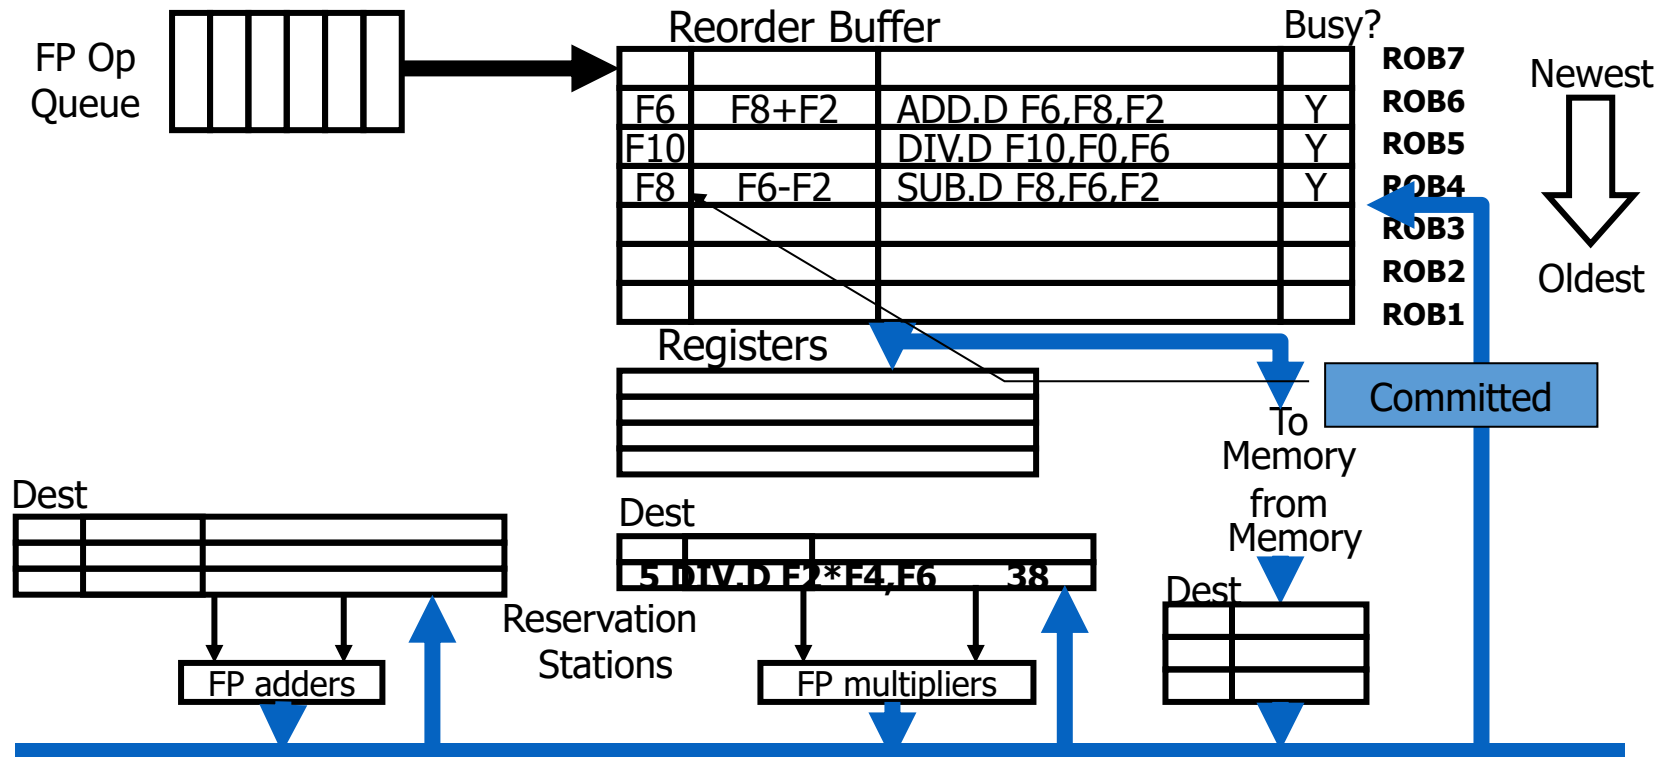 Reorder Buffer
Busy?
FP Op
Queue
ROB7
F6 F8+F2 ADD.D F6,F8,F2 Y ROB6
F10 DIV.D F10,F0,F6 Y ROB5
F8 F6-F2 SUB.D F8,F6,F2 Y ROB4
ROB3
ROB2
ROB1
Newest
Oldest
Registers
Committed
To
Memory
from
Memory
Dest
Dest
5 DIV.D F2*F4,F6 38
Dest
Reservation
Stations
FP adders
FP multipliers